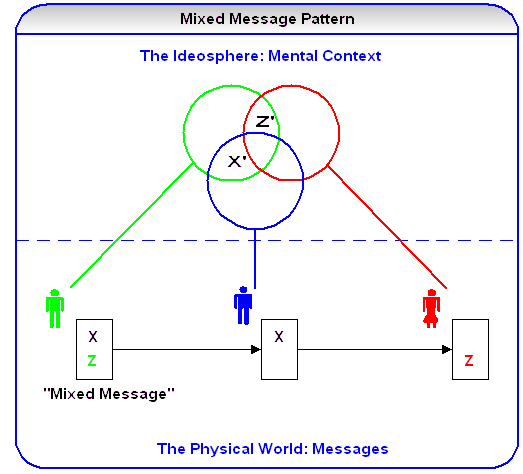 Mixed Message Pattern
The Ideosphere: Mental Context
Z'
X'
X
Z
X
Z
"Mixed Message"
The Physical World: Messages